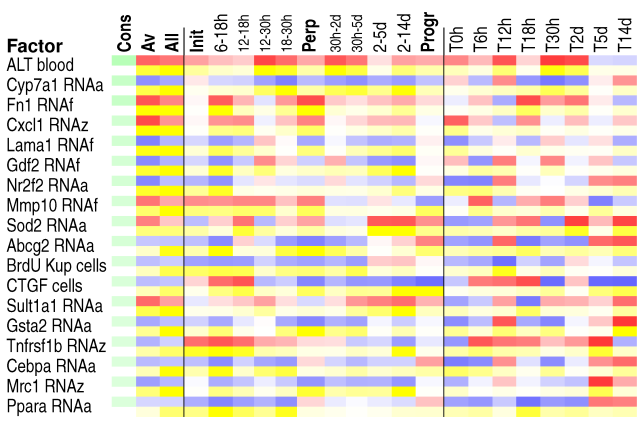 Factor Cons Av All Init 6-18h 12-18h 12-30h 18-30h Perp 30h-2d 30h-5d 2-5d 2-14d Progr T0h T6h T12h T18h T30h T2d T5d T14d
ALT blood
Cyp7a1 RNAa
Fn1 RNAf
Cxcl1 RNAz
Lama1 RNAf
Gdf2 RNAf
Nr2f2 RNAa
Mmp10 RNAf
Sod2 RNAa
Abcg2 RNAa
BrdU Kup cells
CTGF cells
Sult1a1 RNAa
Gsta2 RNAa
Tnfrsf1b RNAz
Cebpa RNAa
Mrc1 RNAz
Ppara RNAa